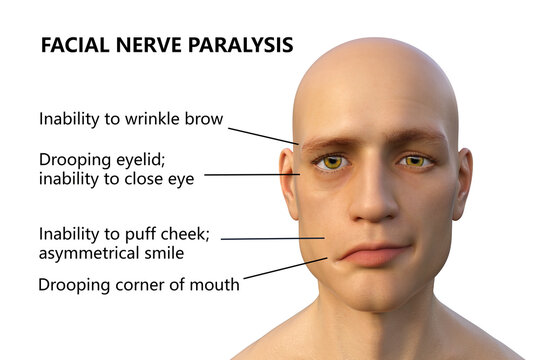 FACIAL NERVE PARALYSIS
Inability to wrinkle brow
Drooping eyelid;
inability to close eye
Inability to puff cheek;
asymmetrical smile
Drooping corner of mouth